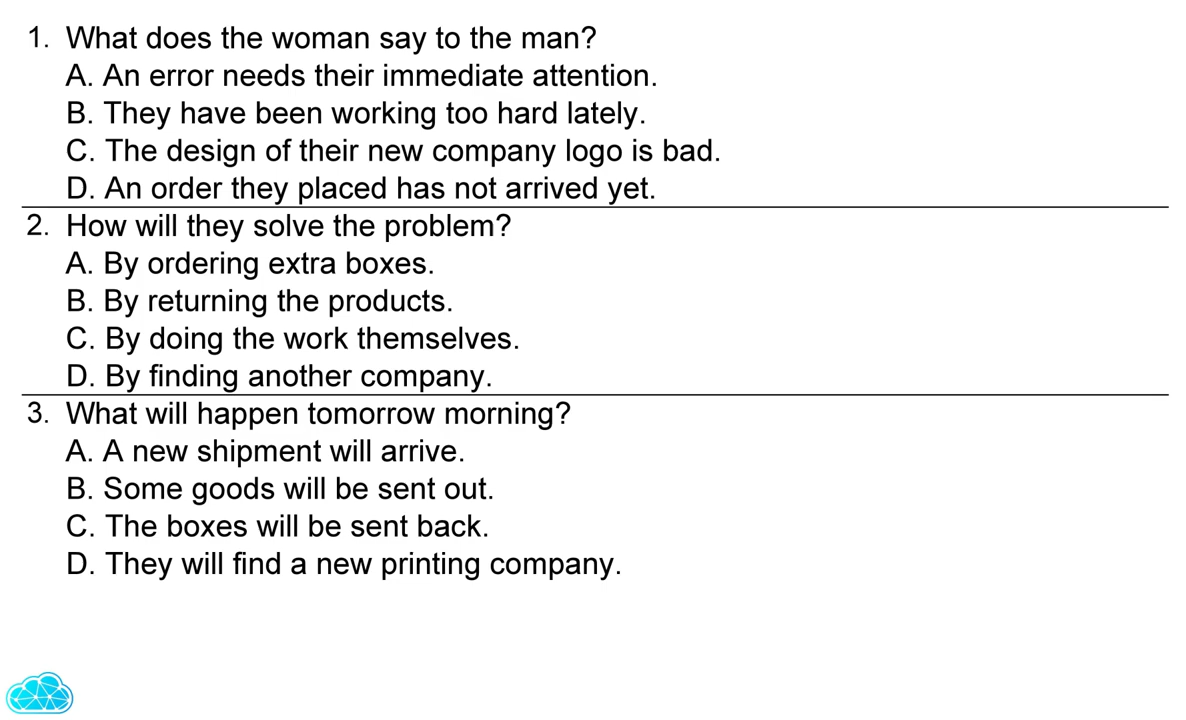 1. What does the woman say to the man?
A. An error needs their immediate attention.
B. They have been working too hard lately.
C. The design of their new company logo is bad.
D. An order they placed has not arrived yet.
2. How will they solve the problem?
A. By ordering extra boxes.
B. By returning the products.
C. By doing the work themselves.
D. By finding another company.
3. What will happen tomorrow morning?
A. A new shipment will arrive.
B. Some goods will be sent out.
C. The boxes will be sent back.
D. They will find a new printing company.